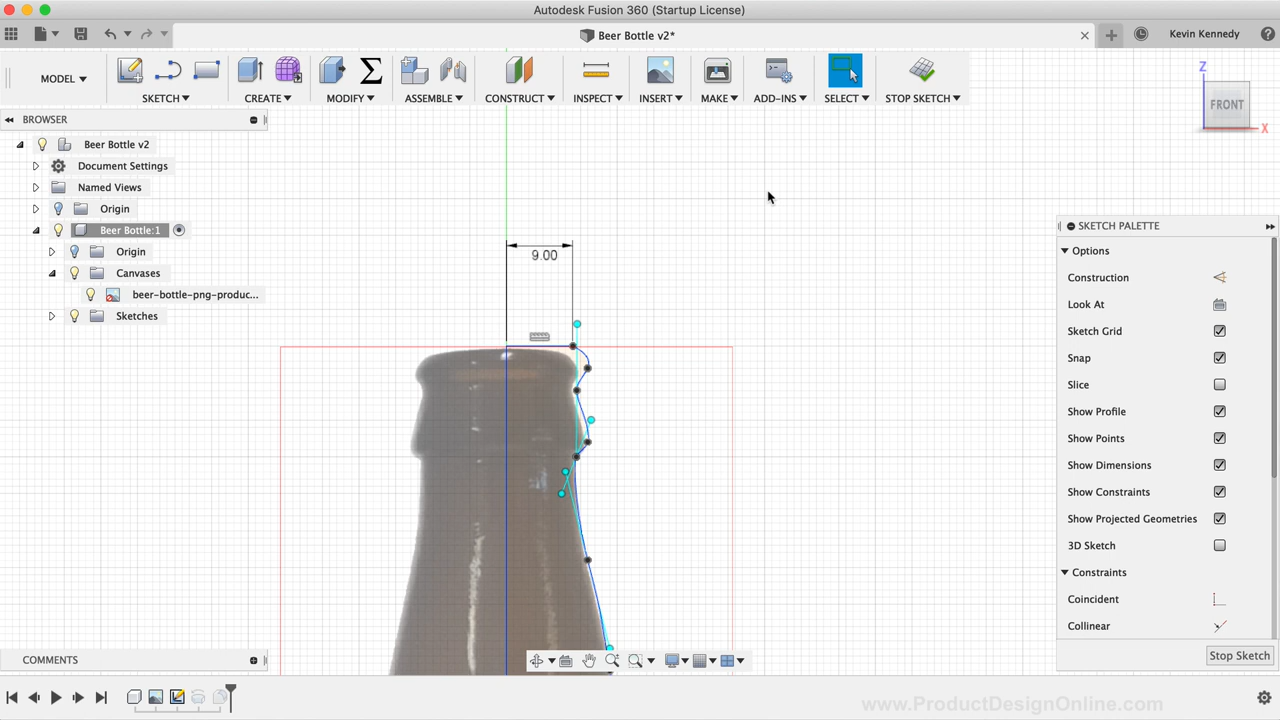 Autodesk Fusion 360 (Startup License)
Beer Bottle v2*
Kevin Kennedy
MODEL
SKETCH
CREATE
MODIFY
ASSEMBLE
CONSTRUCT
INSPECT
INSERT
MAKE
ADD-INS
SELECT
STOP SKETCH
BROWSER
Beer Bottle v2
Document Settings
Named Views
Origin
Beer Bottle:1
Origin
Canvases
beer-bottle-png-produc...
Sketches
Z
FRONT
X
9.00
SKETCH PALETTE
Options
Construction
Look At
Sketch Grid
Snap
Slice
Show Profile
Show Points
Show Dimensions
Show Constraints
Show Projected Geometries
3D Sketch
Constraints
Coincident
Collinear
Stop Sketch
COMMENTS
www.ProductDesignOnline.com